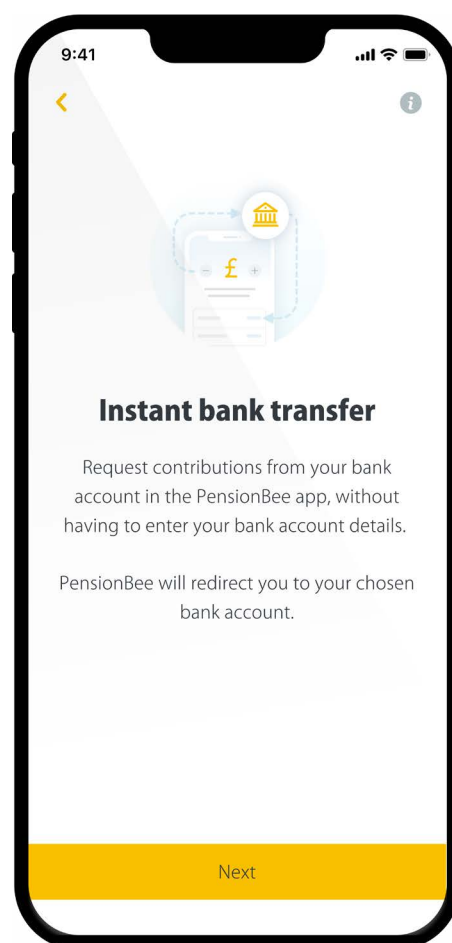 9:41
Instant bank transfer
Request contributions from your bank
account in the PensionBee app, without
having to enter your bank account details.
PensionBee will redirect you to your chosen
bank account.
Next